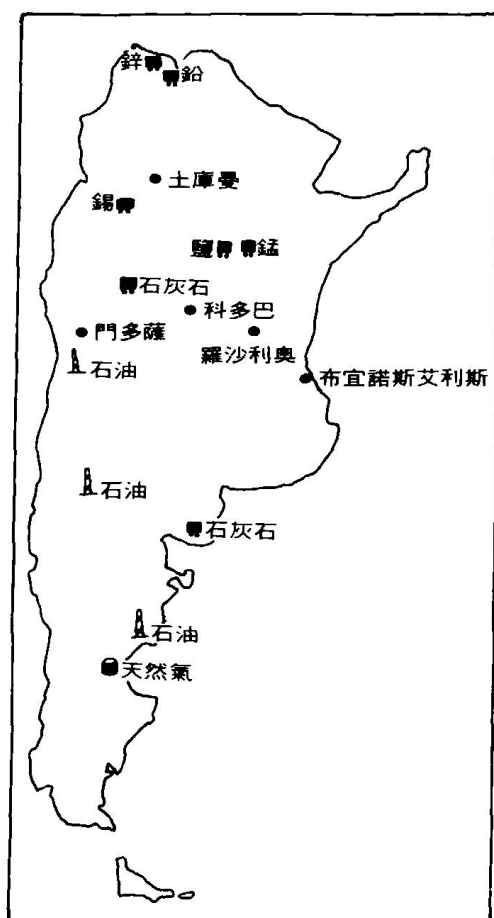 鋅
鉛
土庫曼
錫
鹽
錳
石灰石
科多巴
門多薩
羅沙利奧
石油
布宜諾斯艾利斯
石油
石灰石
石油
天然氣